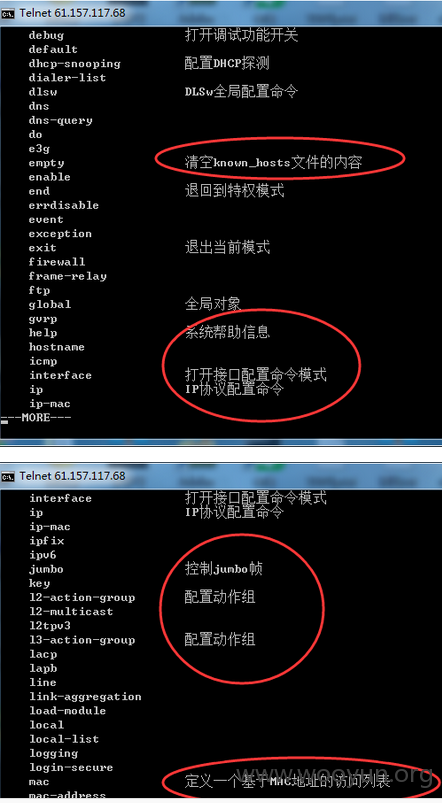 Telnet 61.157.117.68
debug 打开调试功能开关
default
dhcp-snooping 配置DHCP探测
dialer-list
dlsw DLSw全局配置命令
dns
dns-query
do
e3g
empty 清空known_hosts文件的内容
enable
end 退回到特权模式
errdisable
event
exception
exit 退出当前模式
firewall
frame-relay
ftp
global 全局对象
gvrp
help 系统帮助信息
hostname
icmp
interface 打开接口配置命令模式
ip IP协议配置命令
ip-mac
---MORE---
Telnet 61.157.117.68
interface 打开接口配置命令模式
ip IP协议配置命令
ip-mac
ipfix
ipv6
jumbo 控制jumbo帧
key
l2-action-group 配置动作组
l2-multicast
l2tpv3
l3-action-group 配置动作组
lacp
lapb
line
link-aggregation
load-module
local
local-list
logging
login-secure
mac 定义一个基于MAC地址的访问列表
mac-address
www.wooyun.org